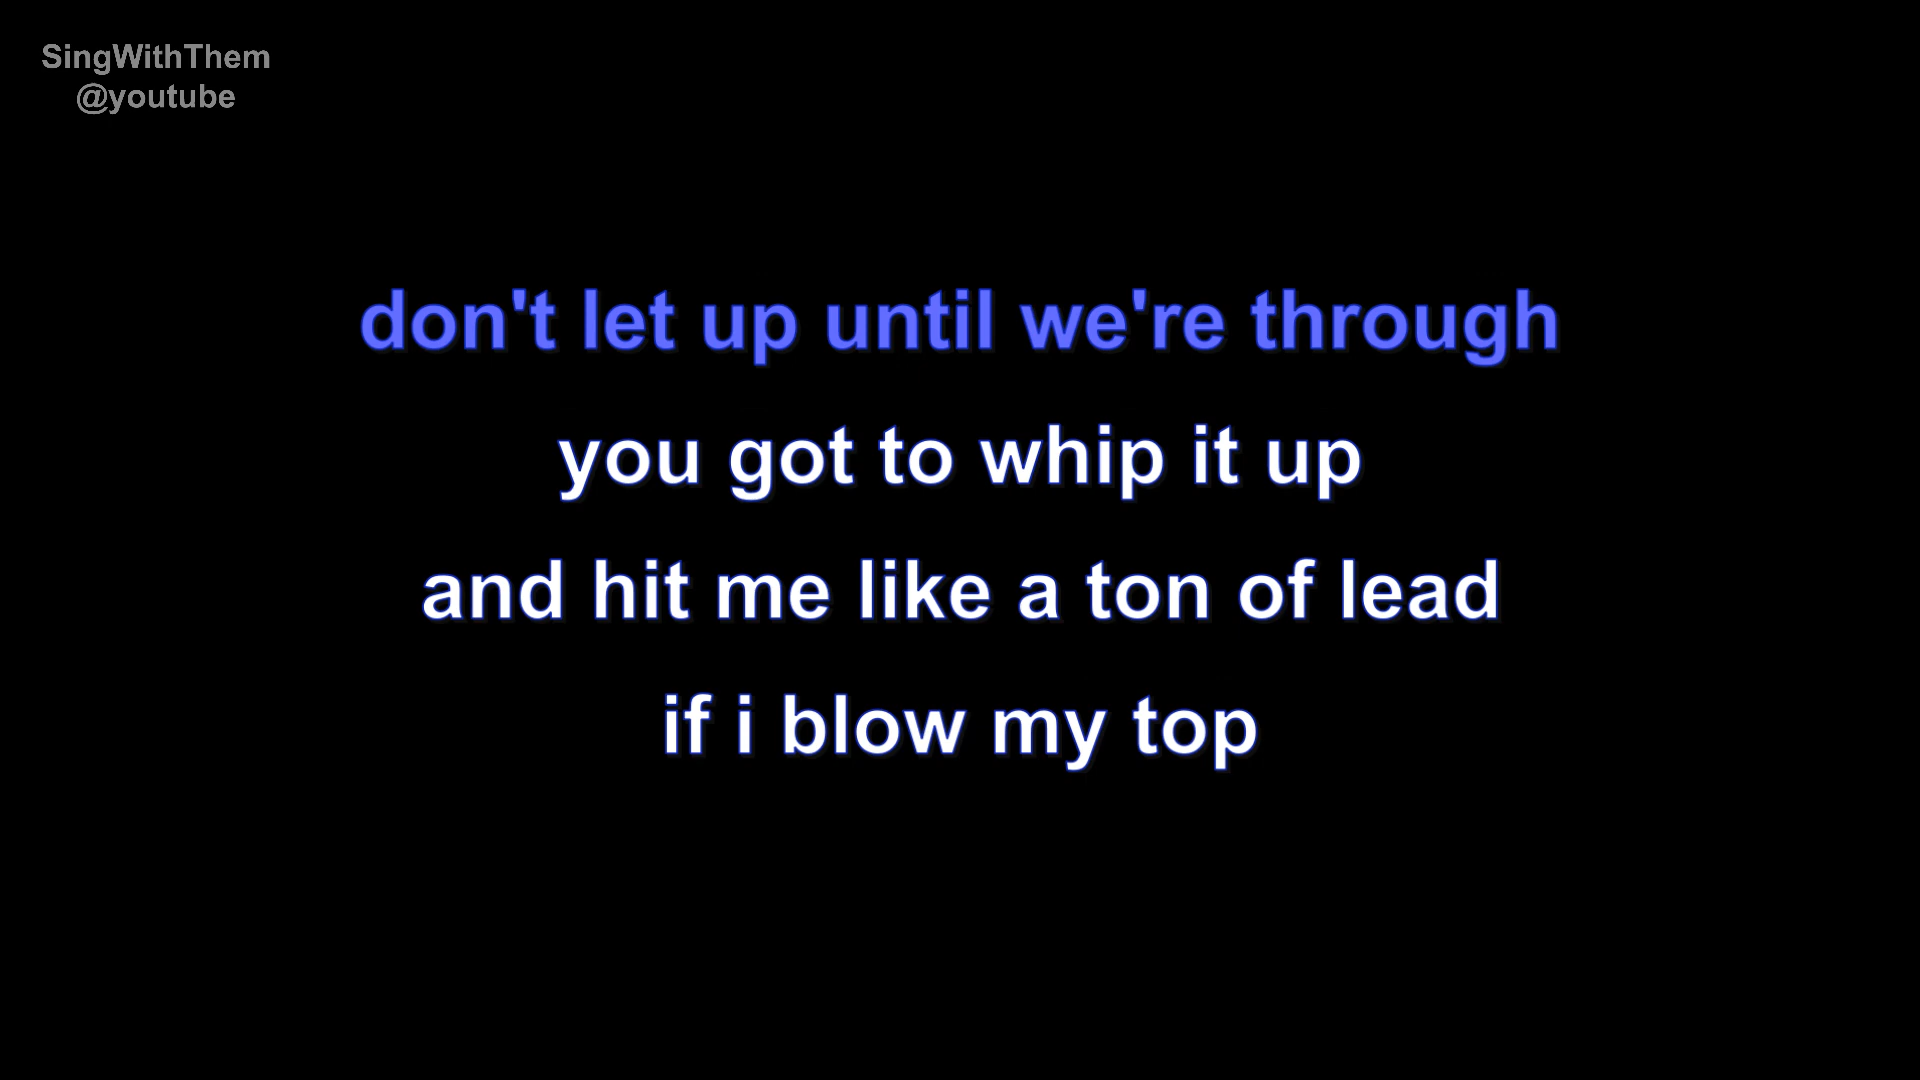 SingWithThem
@youtube
don't let up until we're through
you got to whip it up
and hit me like a ton of lead
if i blow my top